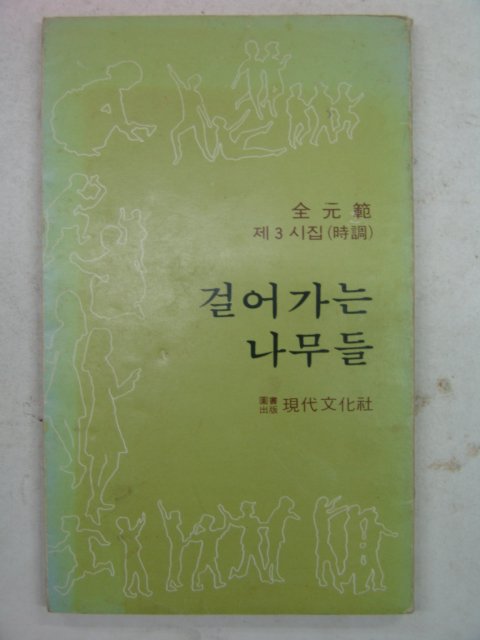 全元範
제3시집(時調)
걸어가는
나무들
圖書出版 現代文化社